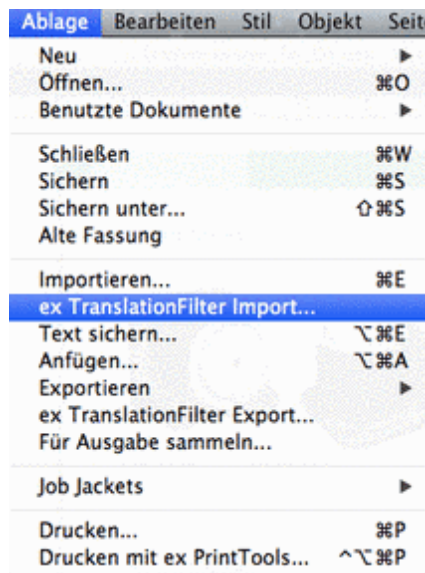 Ablage Bearbeiten Stil Objekt Seit
Neu ▶
Öffnen... ⌘O
Benutzte Dokumente ▶
Schließen ⌘W
Sichern ⌘S
Sichern unter... ⇧⌘S
Alte Fassung
Importieren... ⌘E
ex TranslationFilter Import...
Text sichern... ⌥⌘E
Anfügen... ⌥⌘A
Exportieren ▶
ex TranslationFilter Export...
Für Ausgabe sammeln...
Job Jackets ▶
Drucken... ⌘P
Drucken mit ex PrintTools... ^⌥⌘P